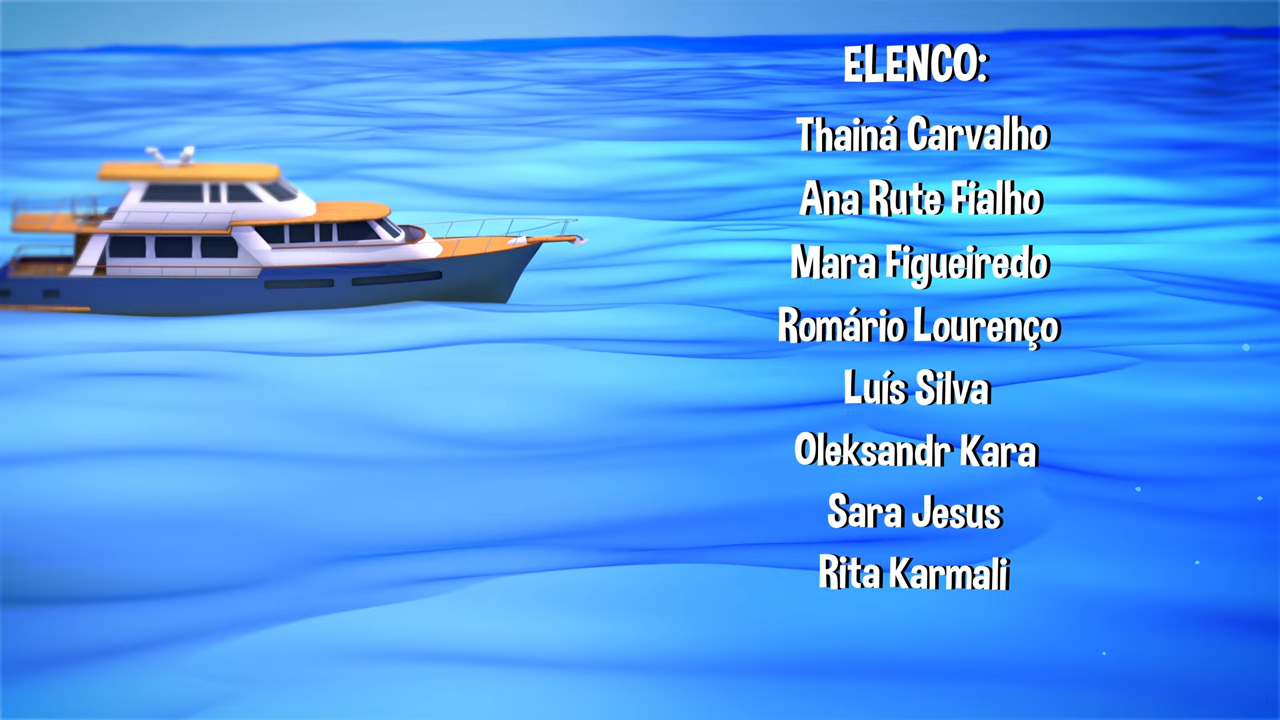 ELENCO:
Thainá Carvalho
Ana Rute Fialho
Mara Figueiredo
Romário Lourenço
Luís Silva
Oleksandr Kara
Sara Jesus
Rita Karmali